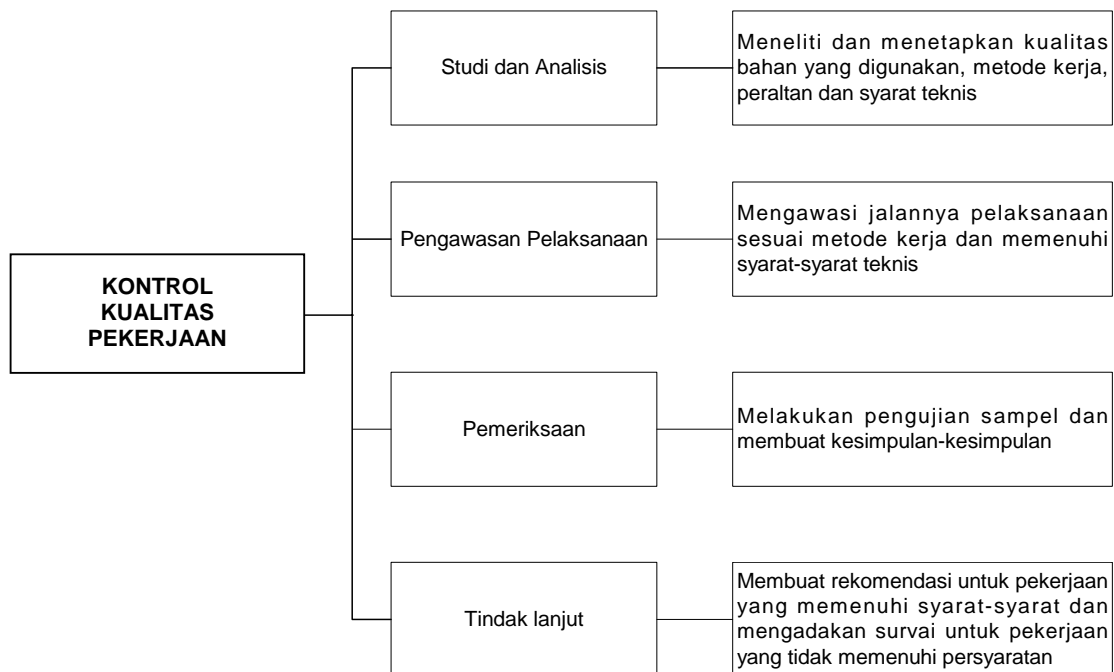 Studi dan Analisis
Meneliti dan menetapkan kualitas
bahan yang digunakan, metode kerja,
peraltan dan syarat teknis
Pengawasan Pelaksanaan
Mengawasi jalannya pelaksanaan
sesuai metode kerja dan memenuhi
syarat-syarat teknis
KONTROL
KUALITAS
PEKERJAAN
Pemeriksaan
Melakukan pengujian sampel dan
membuat kesimpulan-kesimpulan
Tindak lanjut
Membuat rekomendasi untuk pekerjaan
yang memenuhi syarat-syarat dan
mengadakan survai untuk pekerjaan
yang tidak memenuhi persyaratan